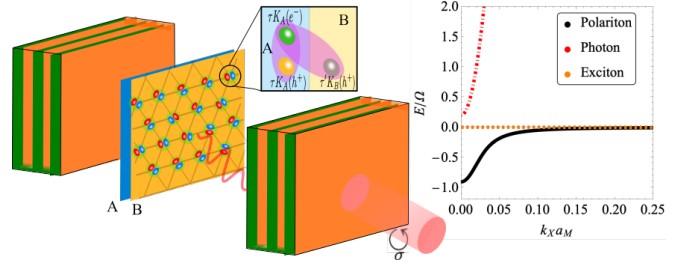 τK_A(e⁻)
B
A
τK_A(h⁺)
τ'K_B(h⁺)
A B
σ
2.0
1.5
1.0
0.5
0.0
−0.5
−1.0
E/Ω
Polariton
Photon
Exciton
0.00 0.05 0.10 0.15 0.20 0.25
k_X a_M